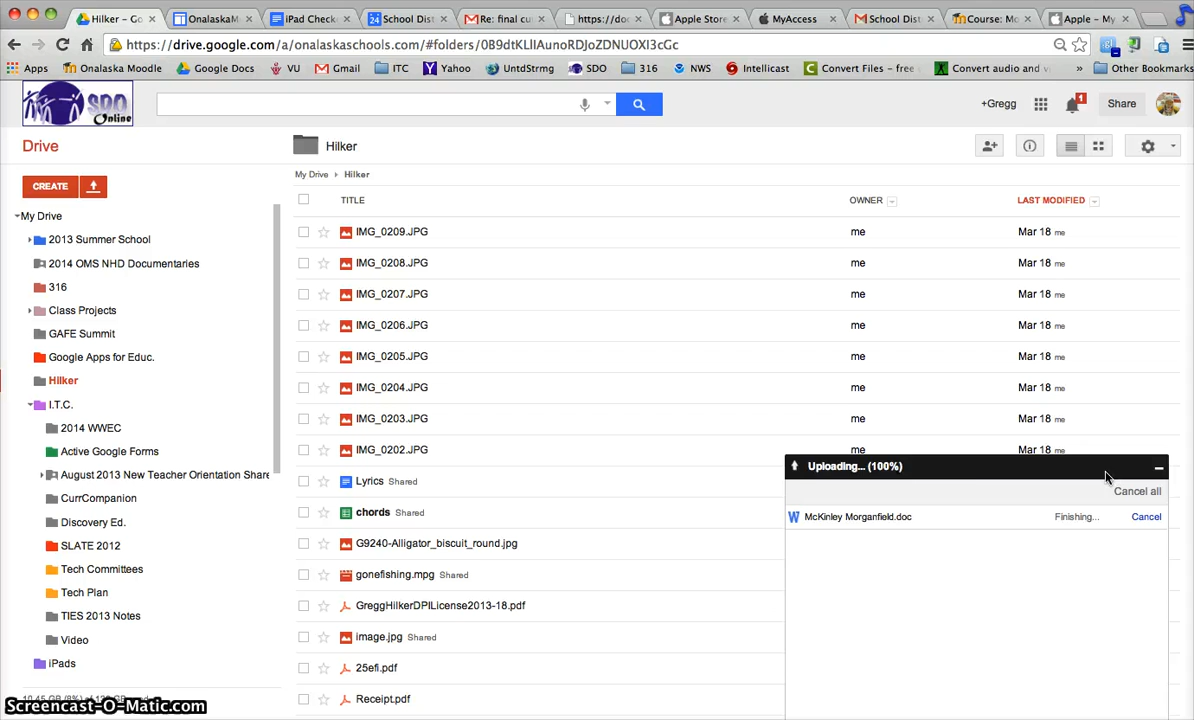 Hilker – Go
OnalaskaM
iPad Check
School Dist
Re: final cu
https://doc
Apple Store
MyAccess
School Dist
Course: Mo
Apple – My
https://drive.google.com/a/onalaskaschools.com/#folders/0B9dtKLIIAunoRDJoZDNUOXI3cGc
Apps Onalaska Moodle Google Docs VU Gmail ITC Yahoo UntdStrmg SDO 316 NWS Intellicast Convert Files – free Convert audio and vi » Other Bookmarks
SDO Online
+Gregg
1
Share
Drive
Hilker
CREATE
My Drive Hilker
TITLE OWNER LAST MODIFIED
My Drive
2013 Summer School
2014 OMS NHD Documentaries
316
Class Projects
GAFE Summit
Google Apps for Educ.
Hilker
I.T.C.
2014 WWEC
Active Google Forms
August 2013 New Teacher Orientation Share
CurrCompanion
Discovery Ed.
SLATE 2012
Tech Committees
Tech Plan
TIES 2013 Notes
Video
iPads
IMG_0209.JPG me Mar 18 me
IMG_0208.JPG me Mar 18 me
IMG_0207.JPG me Mar 18 me
IMG_0206.JPG me Mar 18 me
IMG_0205.JPG me Mar 18 me
IMG_0204.JPG me Mar 18 me
IMG_0203.JPG me Mar 18 me
IMG_0202.JPG me Mar 18 me
Lyrics Shared
chords Shared
G9240-Alligator_biscuit_round.jpg
gonefishing.mpg Shared
GreggHilkerDPILicense2013-18.pdf
image.jpg Shared
25efi.pdf
Receipt.pdf
Uploading... (100%)
Cancel all
McKinley Morganfield.doc Finishing... Cancel
Screencast-O-Matic.com